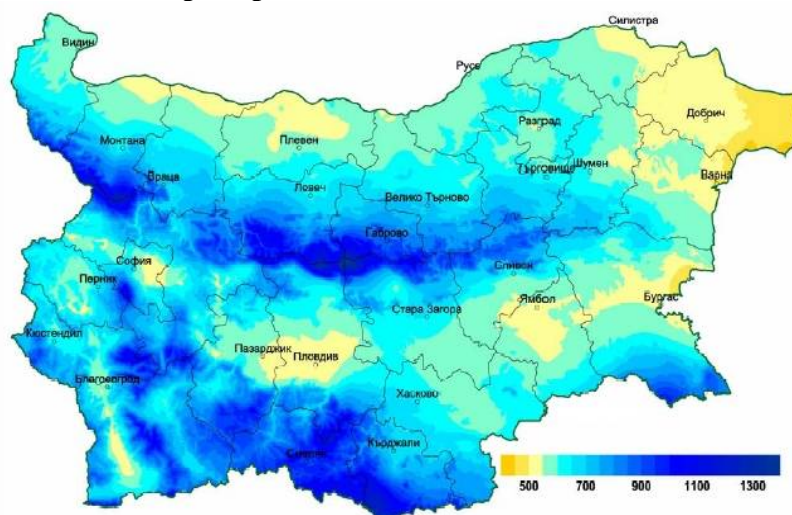 Силистра
Видин
Русе
Добрич
Разград
Плевен
Монтана
Търговище
Шумен
Враца
Варна
Ловеч
Велико Търново
Габрово
София
Сливен
Перник
Ямбол
Бургас
Стара Загора
Кюстендил
Пазарджик
Пловдив
Благоевград
Хасково
Кърджали
Смолян
500 700 900 1100 1300